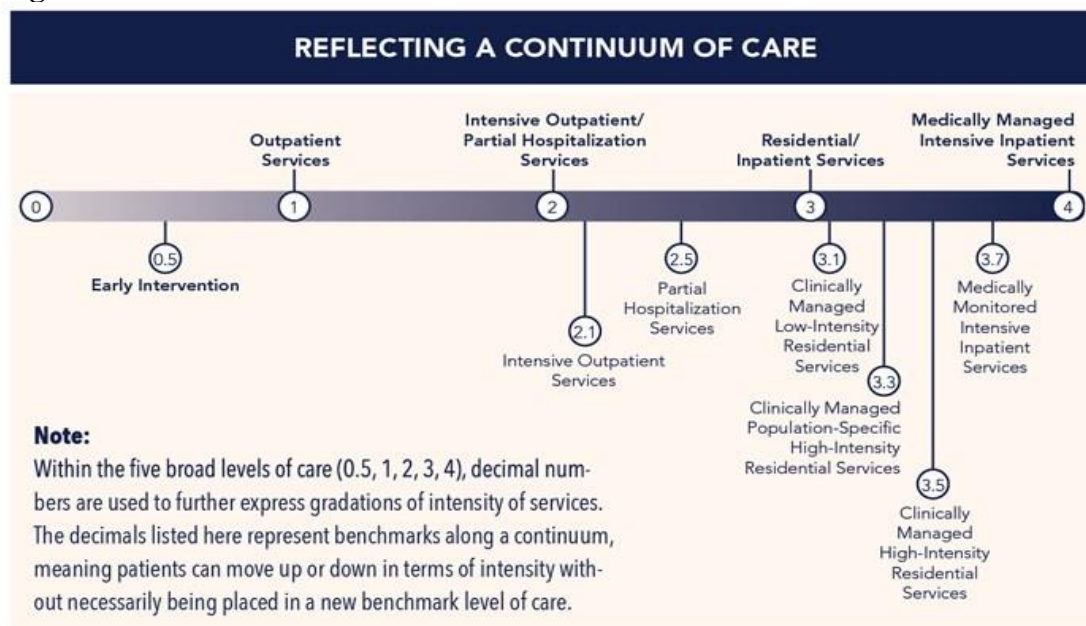 REFLECTING A CONTINUUM OF CARE
Outpatient
Services
Intensive Outpatient/
Partial Hospitalization
Services
Residential/
Inpatient Services
Medically Managed
Intensive Inpatient
Services
0
1
2
3
4
0.5
Early Intervention
2.1
Intensive Outpatient
Services
2.5
Partial
Hospitalization
Services
3.1
Clinically
Managed
Low-Intensity
Residential
Services
3.3
Clinically Managed
Population-Specific
High-Intensity
Residential Services
3.5
Clinically
Managed
High-Intensity
Residential
Services
3.7
Medically
Monitored
Intensive
Inpatient
Services
Note:
Within the five broad levels of care (0.5, 1, 2, 3, 4), decimal num-
bers are used to further express gradations of intensity of services.
The decimals listed here represent benchmarks along a continuum,
meaning patients can move up or down in terms of intensity with-
out necessarily being placed in a new benchmark level of care.